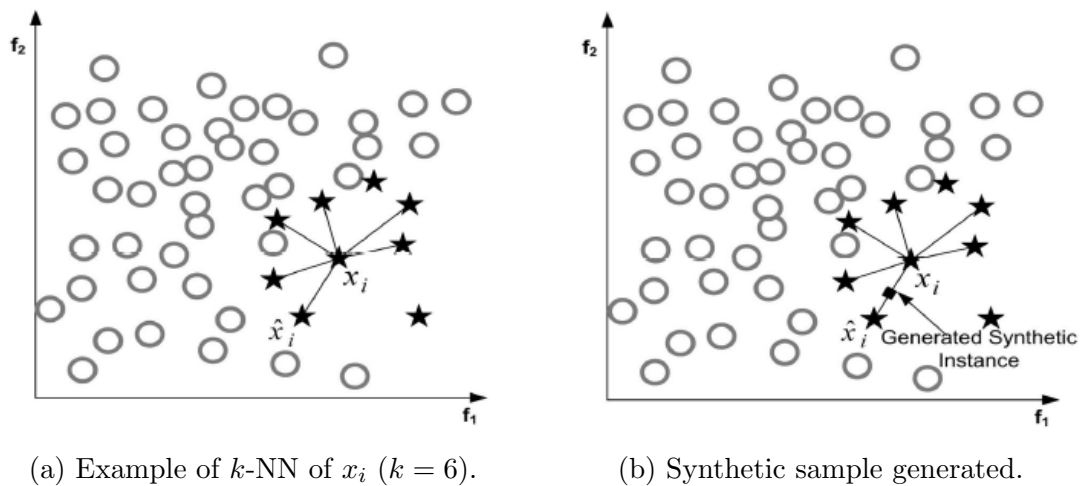 f₂
xᵢ
x̂ᵢ
f₁
(a) Example of k-NN of xᵢ (k = 6).
f₂
xᵢ
x̂ᵢ
Generated Synthetic
Instance
f₁
(b) Synthetic sample generated.